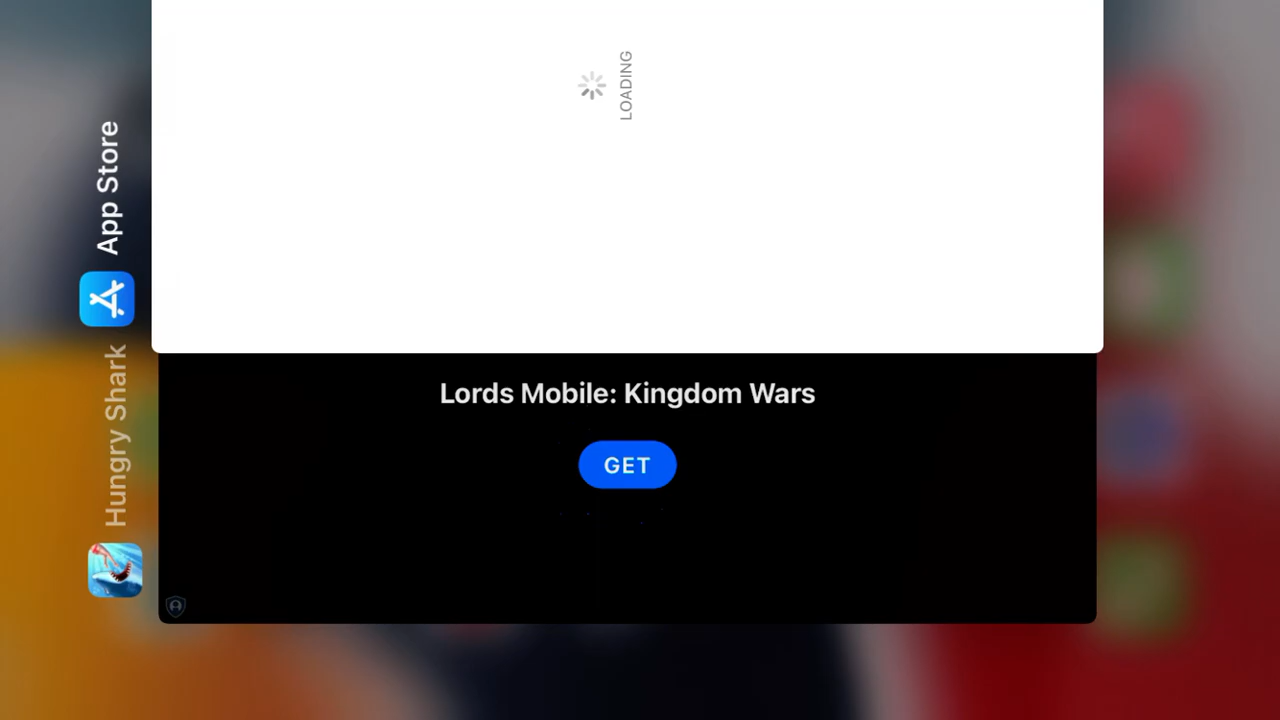 LOADING
App Store
Hungry Shark
Lords Mobile: Kingdom Wars
GET